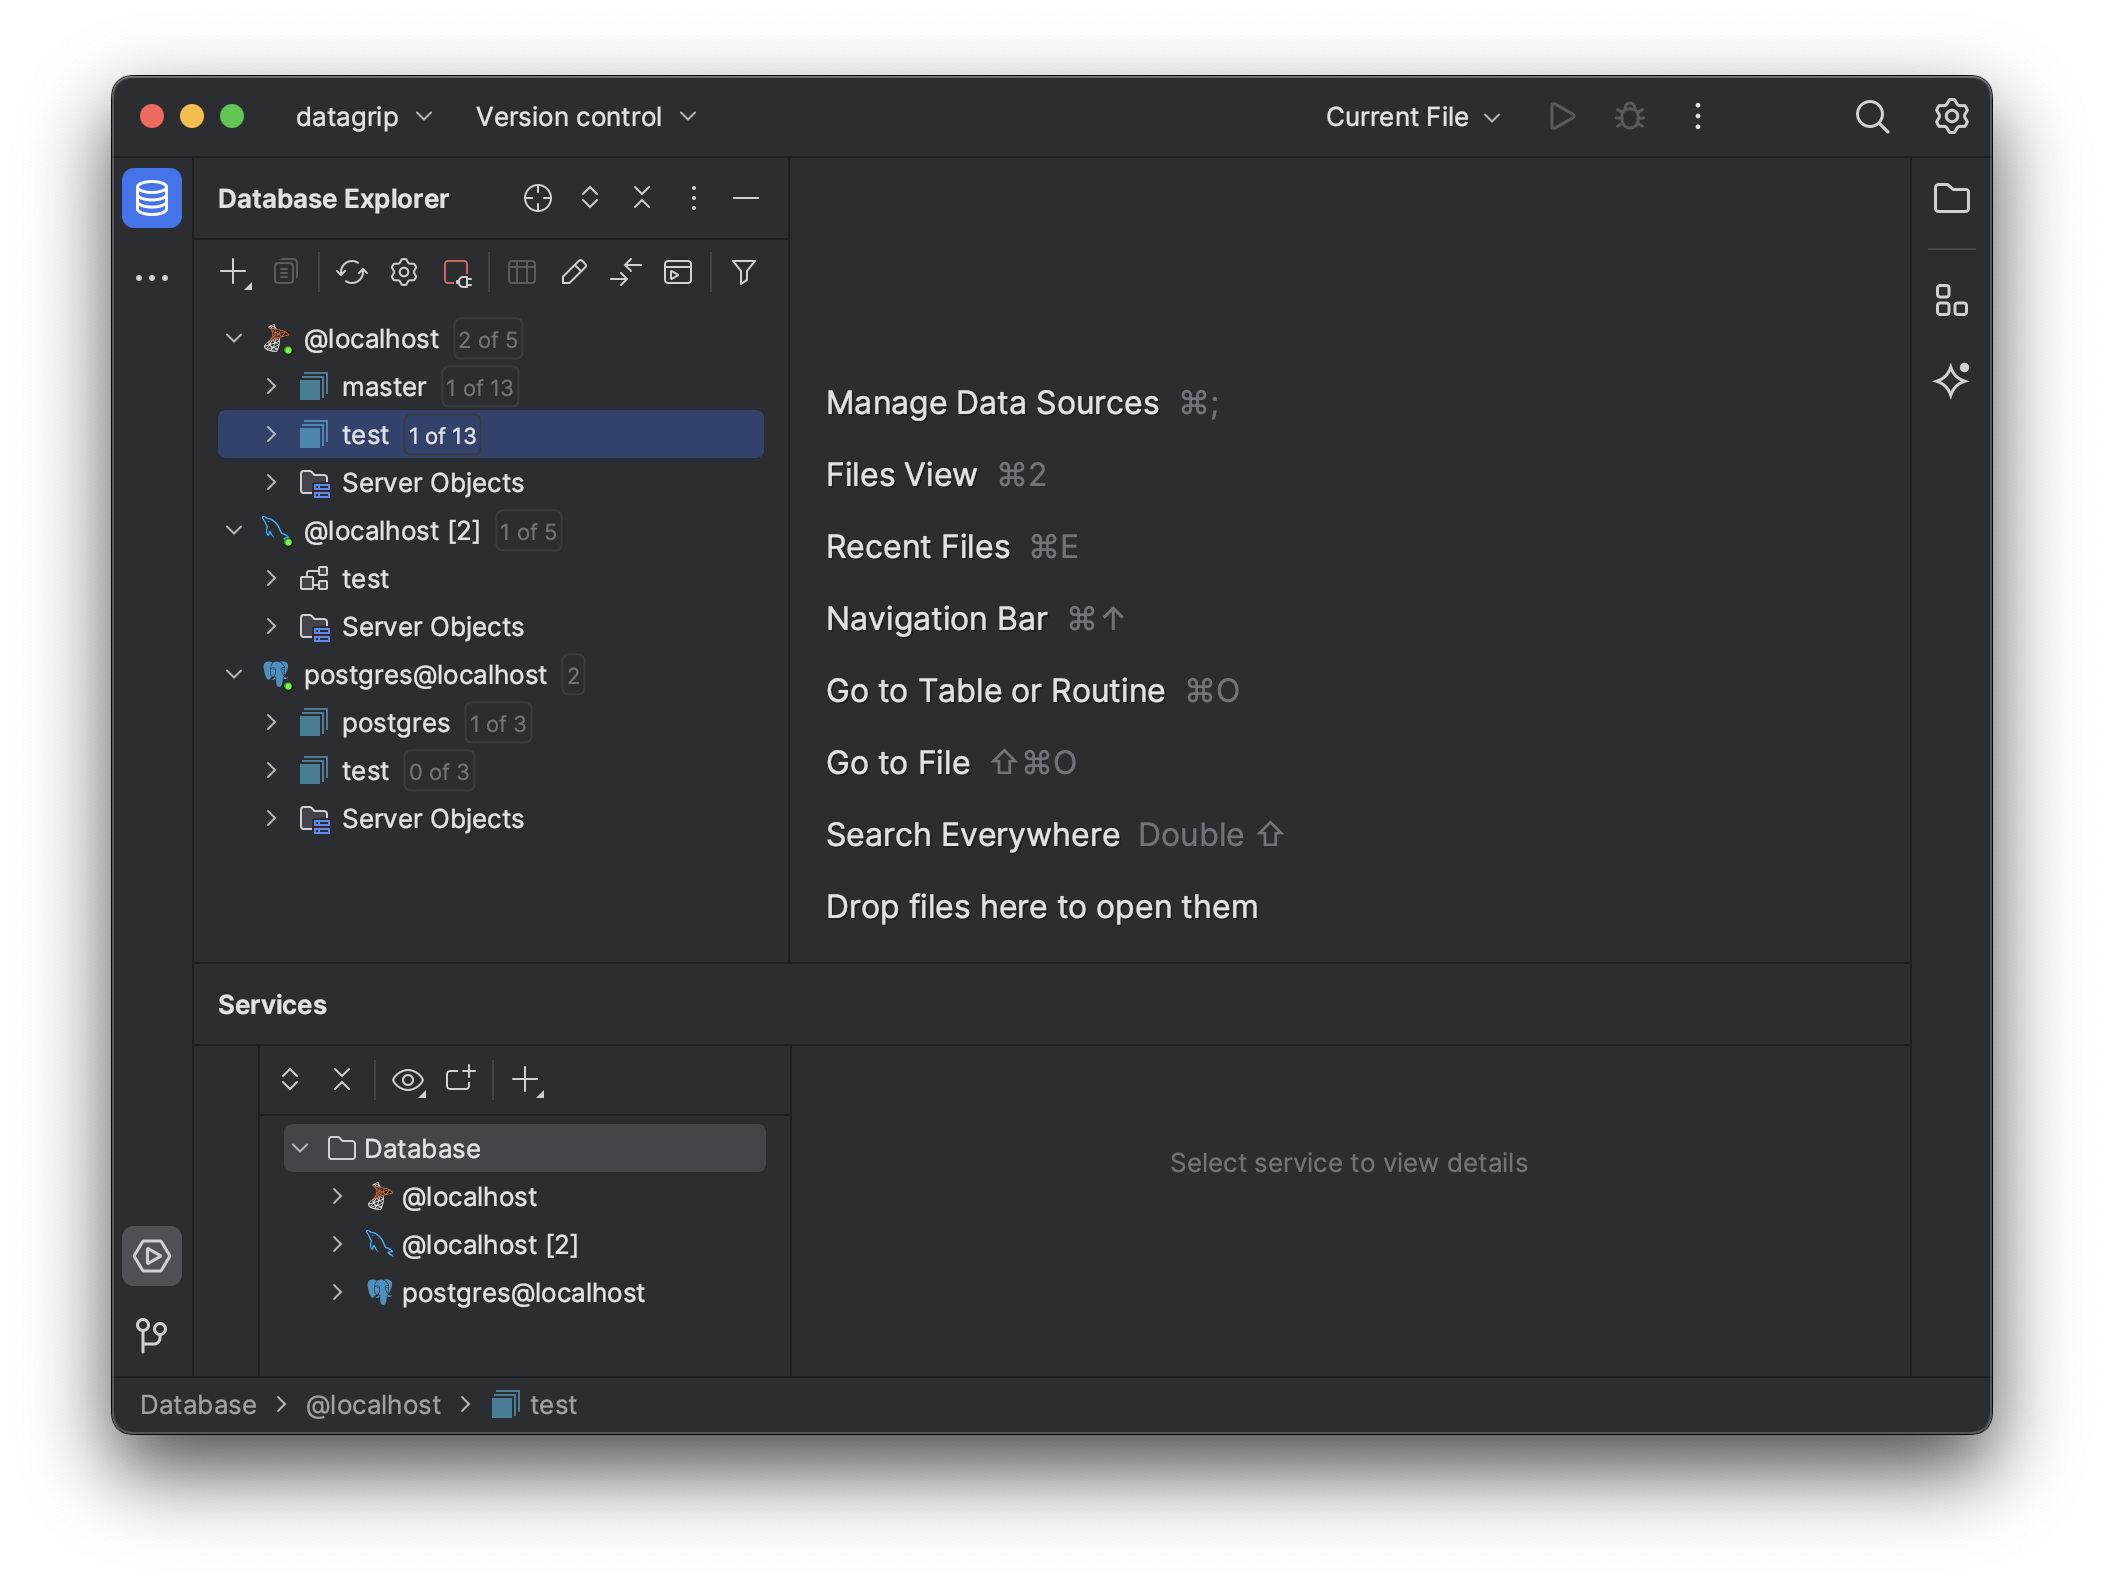 datagrip Version control Current File
Database Explorer
@localhost 2 of 5
master 1 of 13
test 1 of 13
Server Objects
@localhost [2] 1 of 5
test
Server Objects
postgres@localhost 2
postgres 1 of 3
test 0 of 3
Server Objects
Manage Data Sources ⌘;
Files View ⌘2
Recent Files ⌘E
Navigation Bar ⌘↑
Go to Table or Routine ⌘O
Go to File ⇧⌘O
Search Everywhere Double ⇧
Drop files here to open them
Services
Database
@localhost
@localhost [2]
postgres@localhost
Select service to view details
Database > @localhost > test